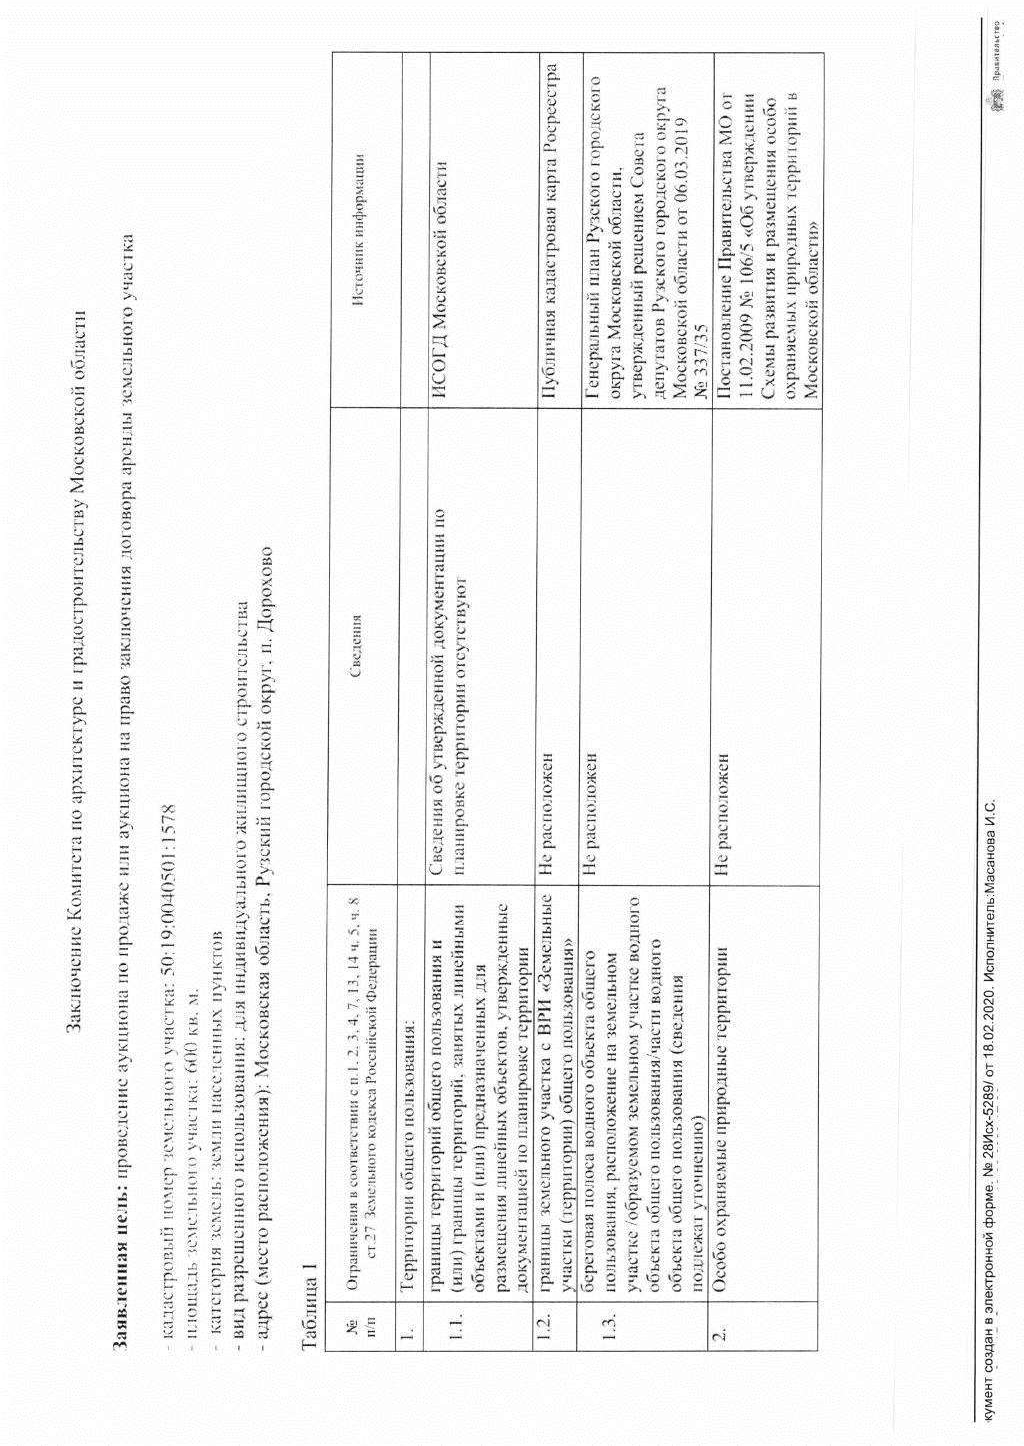 Заключение Комитета по архитектуре и градостроительству Московской области
Заявленная цель: проведение аукциона по продаже или аукциона на право заключения договора аренды земельного участка
- кадастровый номер земельного участка: 50:19:0040501:1578
- площадь земельного участка: 600 кв. м.
- категория земель: земли населенных пунктов
- вид разрешенного использования: для индивидуального жилищного строительства
- адрес (место расположения): Московская область, Рузский городской округ, п. Дорохово
Таблица 1
№
п/п
Ограничения в соответствии с п.1, 2, 3, 4, 7, 13, 14 ч. 5, ч. 8
ст.27 Земельного кодекса Российской Федерации
Сведения
Источник информации
1.
Территории общего пользования:
1.1.
границы территорий общего пользования и
(или) границы территорий, занятых линейными
объектами и (или) предназначенных для
размещения линейных объектов, утвержденные
документацией по планировке территории
Сведения об утвержденной документации по
планировке территории отсутствуют
ИСОГД Московской области
1.2.
границы земельного участка с ВРИ «Земельные
участки (территории) общего пользования»
Не расположен
Публичная кадастровая карта Росреестра
1.3.
береговая полоса водного объекта общего
пользования, расположение на земельном
участке /образуемом земельном участке водного
объекта общего пользования/части водного
объекта общего пользования (сведения
подлежат уточнению)
Не расположен
Генеральный план Рузского городского
округа Московской области,
утвержденный решением Совета
депутатов Рузского городского округа
Московской области от 06.03.2019
№ 337/35
2.
Особо охраняемые природные территории
Не расположен
Постановление Правительства МО от
11.02.2009 № 106/5 «Об утверждении
Схемы развития и размещения особо
охраняемых природных территорий в
Московской области»
кумент создан в электронной форме. № 28Исх-5289/ от 18.02.2020. Исполнитель:Масанова И.С.
Правительство